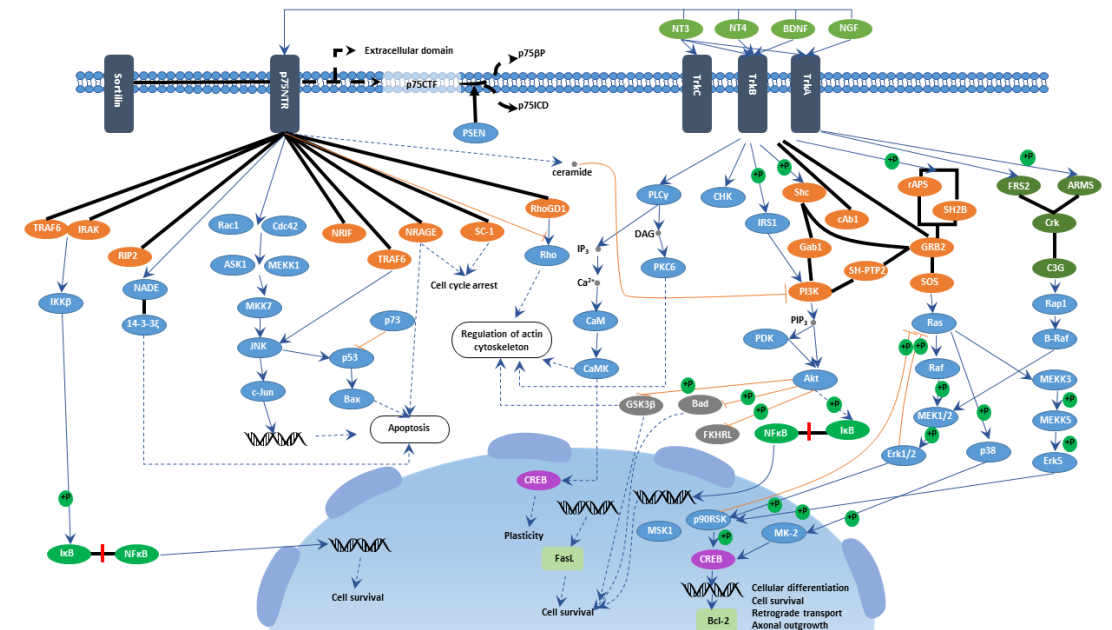 NT3
NT4
BDNF
NGF
Extracellular domain
Sortilin
p75NTR
p75CTF
p75βP
p75ICD
PSEN
TrkC
TrkB
TrkA
ceramide
+P
+P
+P
TRAF6
IRAK
RIP2
Rac1
Cdc42
NRIF
NRAGE
TRAF6
SC-1
RhoGD1
Rho
PLCγ
CHK
IRS1
Shc
cAb1
rAPS
SH2B
FRS2
ARMS
Crk
C3G
GRB2
Gab1
SH-PTP2
SOS
PI3K
DAG
IP3
PKC6
Ca2+
ASK1
MEKK1
Cell cycle arrest
NADE
IKKβ
MKK7
14-3-3ξ
p73
CaM
PIP3
PDK
Ras
Rap1
B-Raf
Regulation of actin
cytoskeleton
JNK
p53
CaMK
Akt
+P
+P
Raf
MEKK3
c-Jun
Bax
+P
GSK3β
Bad
+P
+P
+P
+P
+P
MEK1/2
MEKK5
Apoptosis
FKHRL
NFκB
IκB
+P
+P
Erk1/2
p38
Erk5
CREB
+P
+P
+P
+P
p90RSK
MSK1
MK-2
+P
Plasticity
IκB
NFκB
FasL
CREB
Cell survival
Cell survival
Bcl-2
Cellular differentiation
Cell survival
Retrograde transport
Axonal outgrowth